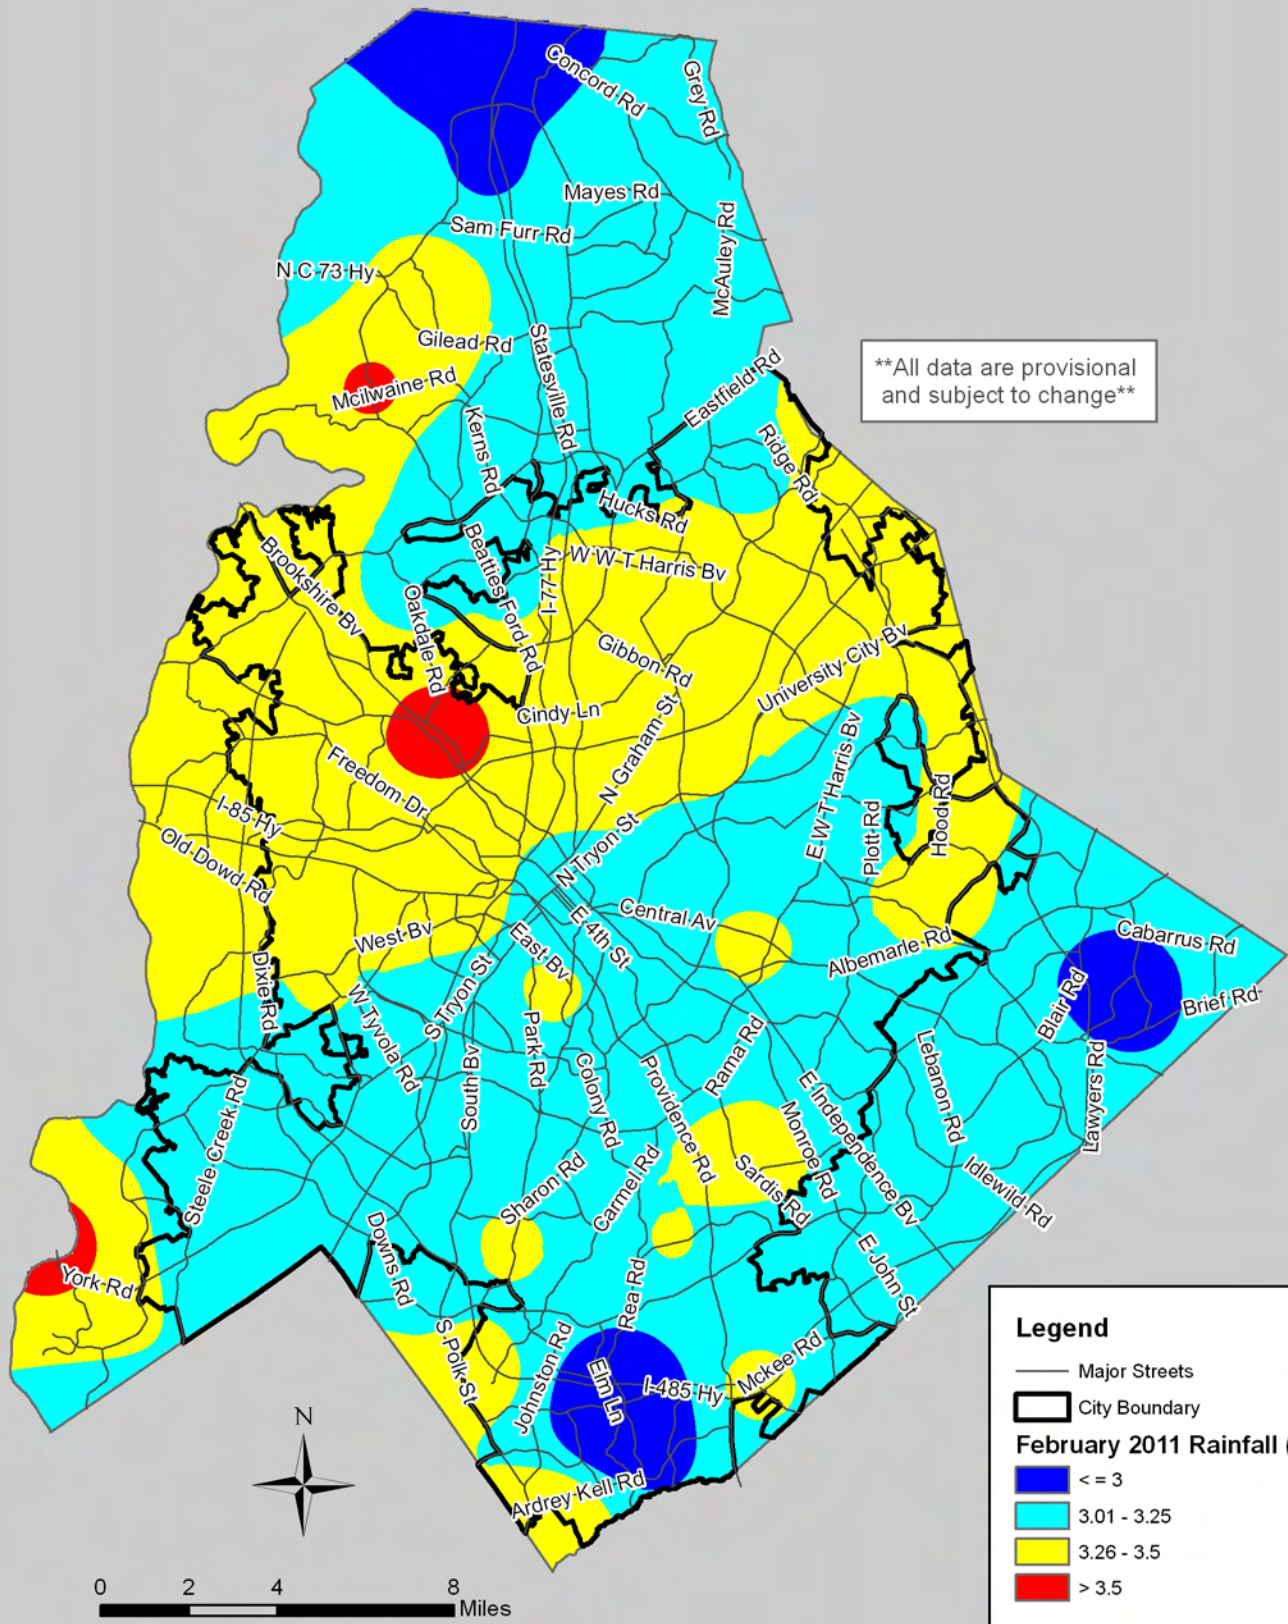 Concord Rd
Grey Rd
Mayes Rd
Sam Furr Rd
McAuley Rd
N C 73 Hy
Gilead Rd
Statesville Rd
Mcilwaine Rd
Eastfield Rd
**All data are provisional
and subject to change**
Kerns Rd
Ridge Rd
Hucks Rd
Brookshire Bv
Beatties Ford Rd
I-77 Hy
W W T Harris Bv
Oakdale Rd
Gibbon Rd
University City Bv
Cindy Ln
N Graham St
Freedom Dr
I-85 Hy
E W T Harris Bv
Plott Rd
Hood Rd
Old Dowd Rd
N Tryon St
Central Av
E 4th St
West Bv
East Bv
Albemarle Rd
Cabarrus Rd
Dixie Rd
W Tyvola Rd
S Tryon St
Blair Rd
Brief Rd
Park Rd
South Bv
Colony Rd
Providence Rd
Rama Rd
Lebanon Rd
Lawyers Rd
Steele Creek Rd
E Independence Bv
Monroe Rd
Sharon Rd
Carmel Rd
Sardis Rd
Idlewild Rd
Downs Rd
York Rd
Rea Rd
E John St
S Polk St
Johnston Rd
Elm Ln
I-485 Hy
Mckee Rd
Ardrey Kell Rd
N
0 2 4 8
Miles
Legend
Major Streets
City Boundary
February 2011 Rainfall (
< = 3
3.01 - 3.25
3.26 - 3.5
> 3.5